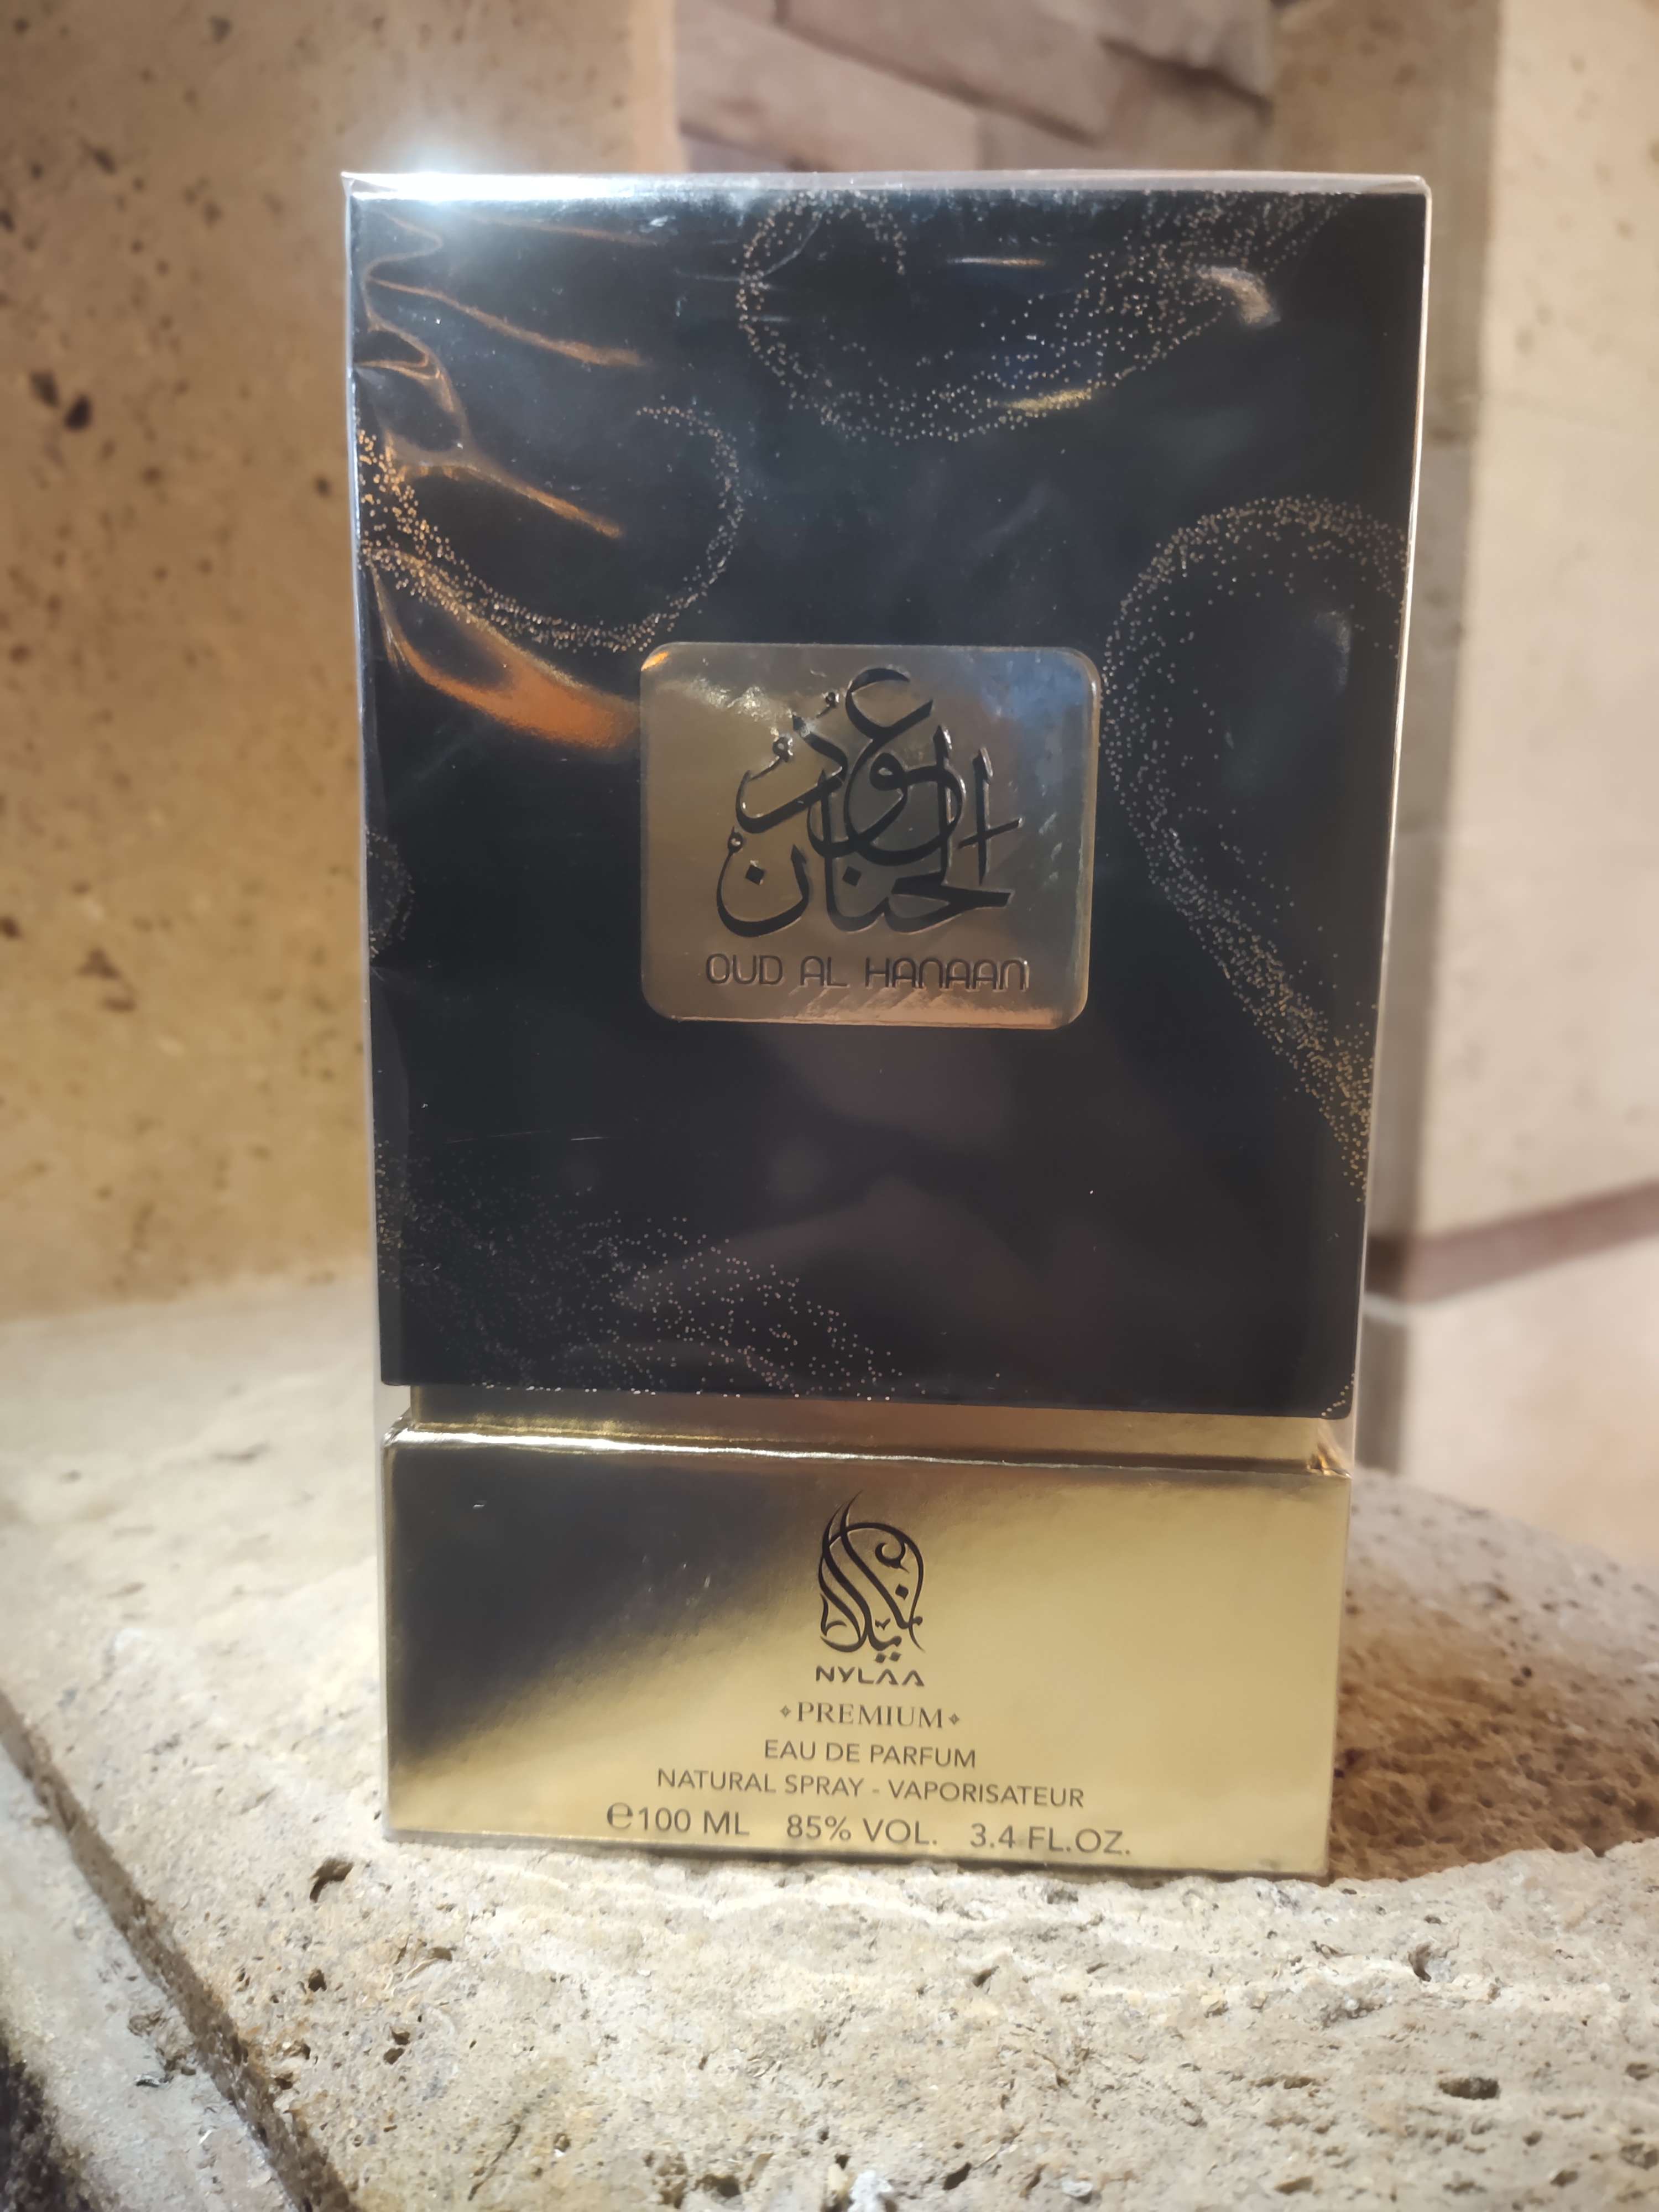 عود الحنان
OUD AL HANAAN
نيلا
NYLAA
PREMIUM
EAU DE PARFUM
NATURAL SPRAY - VAPORISATEUR
℮100 ML 85% VOL. 3.4 FL.OZ.